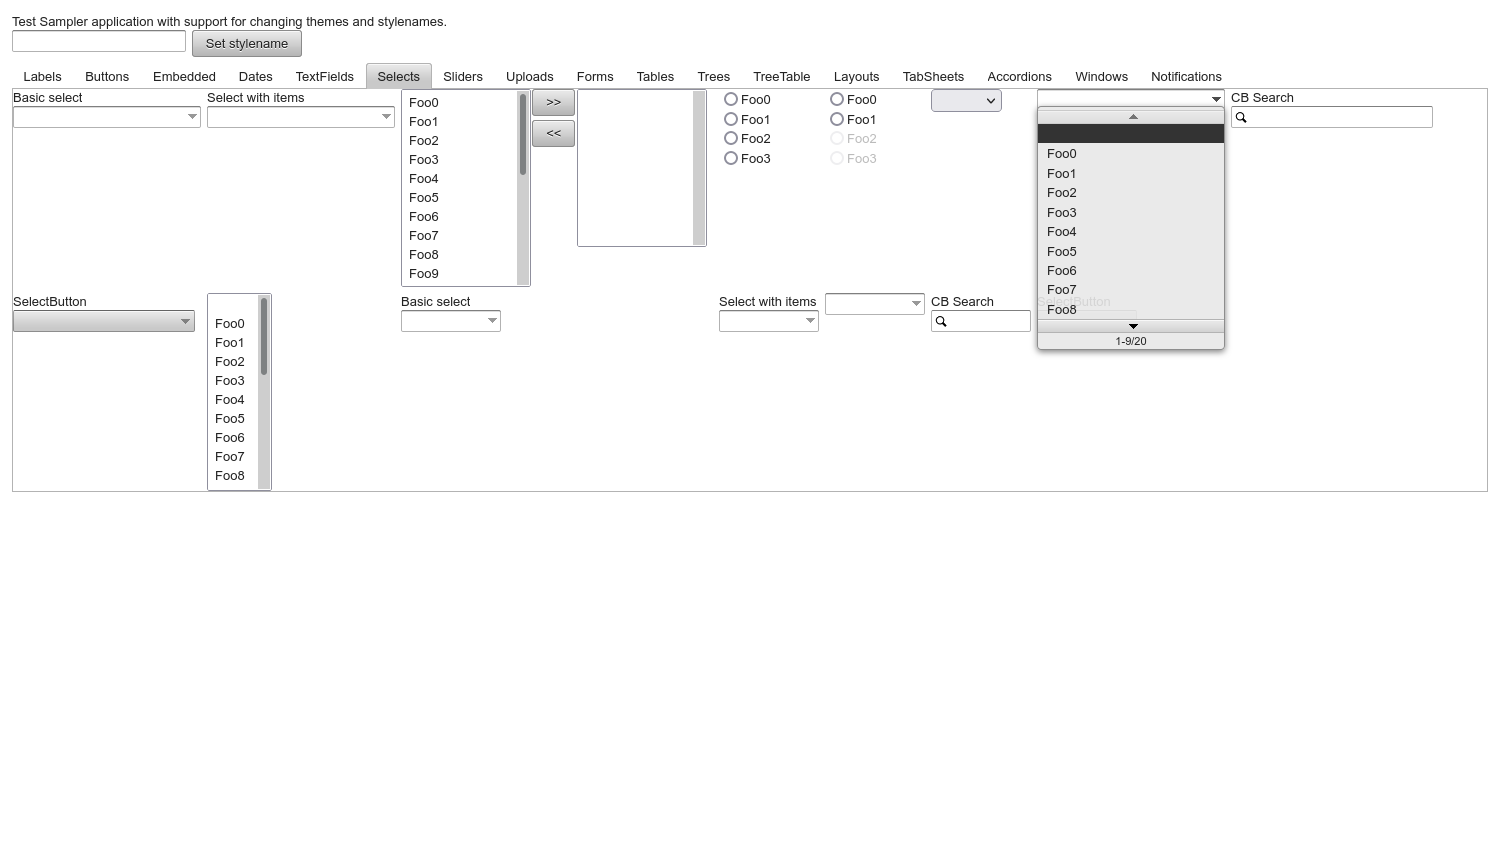 Test Sampler application with support for changing themes and stylenames.
Set stylename
Labels Buttons Embedded Dates TextFields Selects Sliders Uploads Forms Tables Trees TreeTable Layouts TabSheets Accordions Windows Notifications
Basic select
Select with items
Foo0
Foo1
Foo2
Foo3
Foo4
Foo5
Foo6
Foo7
Foo8
Foo9
>>
<<
Foo0
Foo1
Foo2
Foo3
Foo0
Foo1
Foo2
Foo3
Foo0
Foo1
Foo2
Foo3
Foo4
Foo5
Foo6
Foo7
Foo8
1-9/20
CB Search
SelectButton
Foo0
Foo1
Foo2
Foo3
Foo4
Foo5
Foo6
Foo7
Foo8
Basic select
Select with items
CB Search
SelectButton